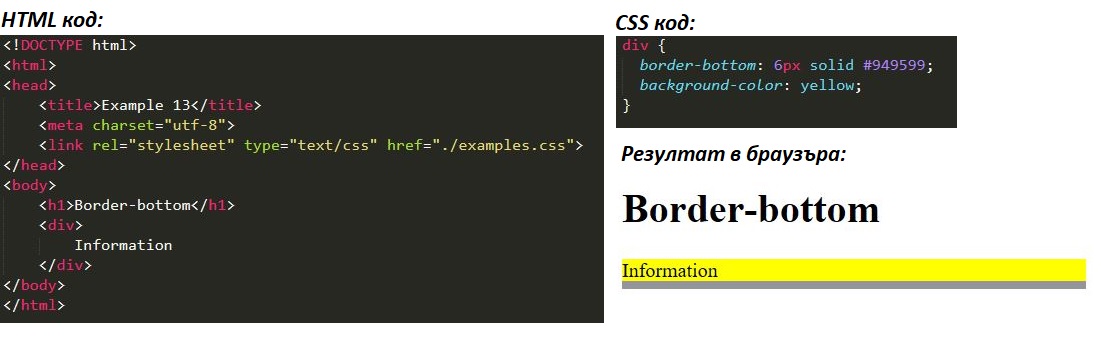 HTML код:
<!DOCTYPE html>
<html>
<head>
    <title>Example 13</title>
    <meta charset="utf-8">
    <link rel="stylesheet" type="text/css" href="./examples.css">
</head>
<body>
    <h1>Border-bottom</h1>
    <div>
        Information
    </div>
</body>
</html>
CSS код:
div {
  border-bottom: 6px solid #949599;
  background-color: yellow;
}
Резултат в браузъра:
Border-bottom
Information